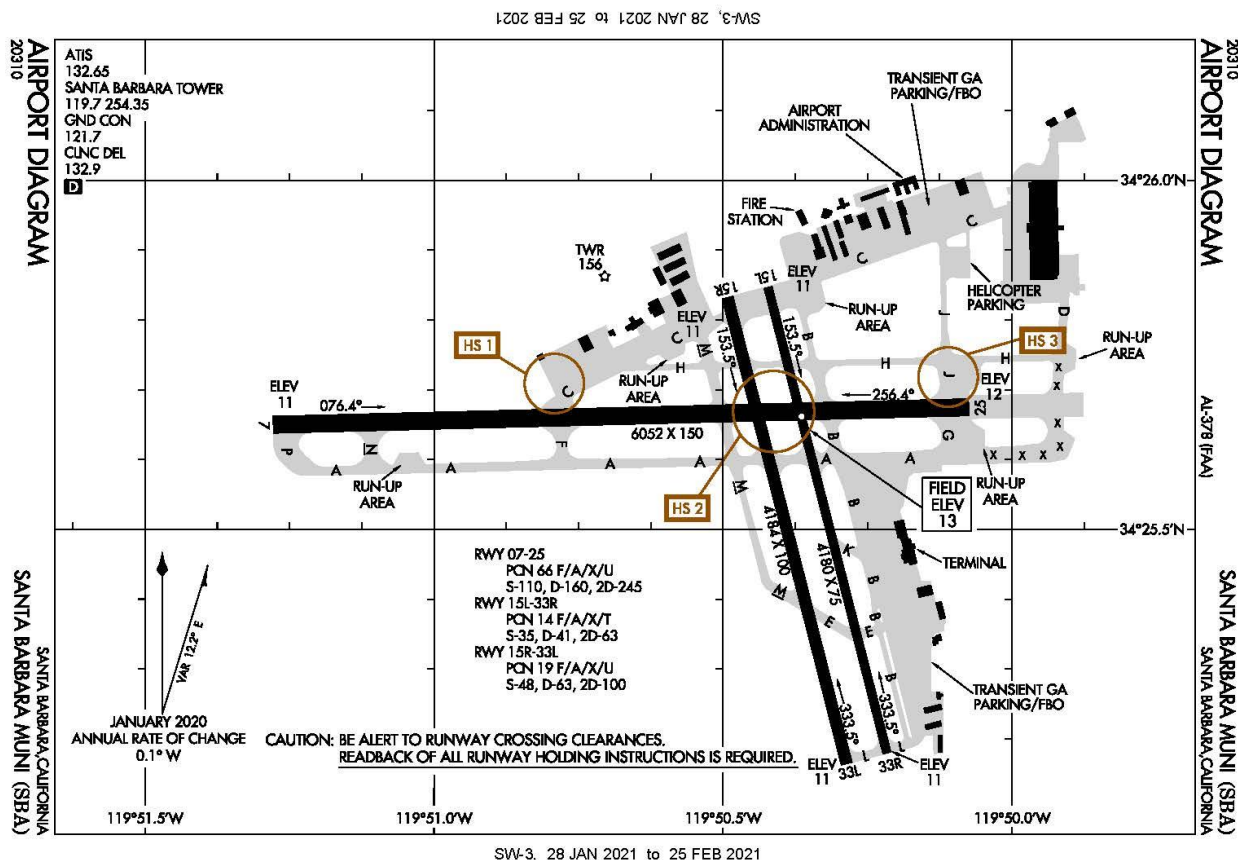 SW-3, 28 JAN 2021 to 25 FEB 2021
20310
AIRPORT DIAGRAM
20310
AIRPORT DIAGRAM
AL-378 (FAA)
SANTA BARBARA MUNI (SBA)
SANTA BARBARA, CALIFORNIA
SANTA BARBARA, CALIFORNIA
SANTA BARBARA MUNI (SBA)
ATIS
132.65
SANTA BARBARA TOWER
119.7 254.35
GND CON
121.7
CLNC DEL
132.9
D
TRANSIENT GA
PARKING/FBO
AIRPORT
ADMINISTRATION
FIRE
STATION
TWR
156
34°26.0'N
C
C
15R
15L
ELEV
11
ELEV
11
HELICOPTER
PARKING
RUN-UP
AREA
J
D
RUN-UP
AREA
HS 1
HS 3
C
M
H
153.5°
153.5°
B
H
H
J
RUN-UP
AREA
C
ELEV
11
7
076.4°
256.4°
ELEV
12
25
6052 X 150
X
X
X
X
X
X
X
P
N
F
A
A
A
A
B
A
A
G
RUN-UP
AREA
RUN-UP
AREA
M
HS 2
FIELD
ELEV
13
B
34°25.5'N
4184 X 100
4180 X 75
K
B
TERMINAL
M
E
B
E
B
TRANSIENT GA
PARKING/FBO
RWY 07-25
PCN 66 F/A/X/U
S-110, D-160, 2D-245
RWY 15L-33R
PCN 14 F/A/X/T
S-35, D-41, 2D-63
RWY 15R-33L
PCN 19 F/A/X/U
S-48, D-63, 2D-100
VAR 12.2° E
JANUARY 2020
ANNUAL RATE OF CHANGE
0.1° W
CAUTION: BE ALERT TO RUNWAY CROSSING CLEARANCES.
READBACK OF ALL RUNWAY HOLDING INSTRUCTIONS IS REQUIRED.
333.5°
333.5°
ELEV
11
33L
L
33R
L
ELEV
11
119°51.5'W
119°51.0'W
119°50.5'W
119°50.0'W
SW-3, 28 JAN 2021 to 25 FEB 2021